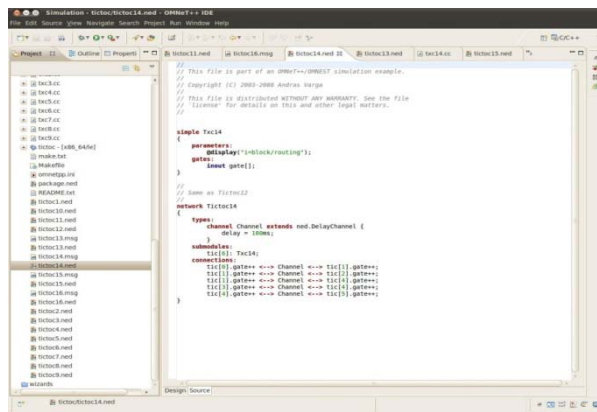 Simulation - tictoc/tictoc14.ned - OMNeT++ IDE
File Edit Source View Navigate Search Project Run Window Help
C/C++
Project Outline Properti
tictoc11.ned tictoc16.msg tictoc14.ned tictoc13.ned txc14.cc tictoc15.ned
txc3.cc
txc4.cc
txc5.cc
txc6.cc
txc7.cc
txc8.cc
txc9.cc
tictoc - [x86_64/le]
make.txt
Makefile
omnetpp.ini
package.ned
README.txt
tictoc1.ned
tictoc10.ned
tictoc11.ned
tictoc12.ned
tictoc13.msg
tictoc13.ned
tictoc14.msg
tictoc14.ned
tictoc15.msg
tictoc15.ned
tictoc16.msg
tictoc16.ned
tictoc2.ned
tictoc3.ned
tictoc4.ned
tictoc5.ned
tictoc6.ned
tictoc7.ned
tictoc8.ned
tictoc9.ned
wizards
//
// This file is part of an OMNeT++/OMNEST simulation example.
//
// Copyright (C) 2003-2008 Andras Varga
//
// This file is distributed WITHOUT ANY WARRANTY. See the file
// `license' for details on this and other legal matters.
//
simple Txc14
{
parameters:
@display("i=block/routing");
gates:
inout gate[];
}
//
// Same as Tictoc12
//
network Tictoc14
{
types:
channel Channel extends ned.DelayChannel {
delay = 100ms;
}
submodules:
tic[6]: Txc14;
connections:
tic[0].gate++ <--> Channel <--> tic[1].gate++;
tic[1].gate++ <--> Channel <--> tic[2].gate++;
tic[1].gate++ <--> Channel <--> tic[4].gate++;
tic[3].gate++ <--> Channel <--> tic[4].gate++;
tic[4].gate++ <--> Channel <--> tic[5].gate++;
}
Design Source
tictoc/tictoc14.ned